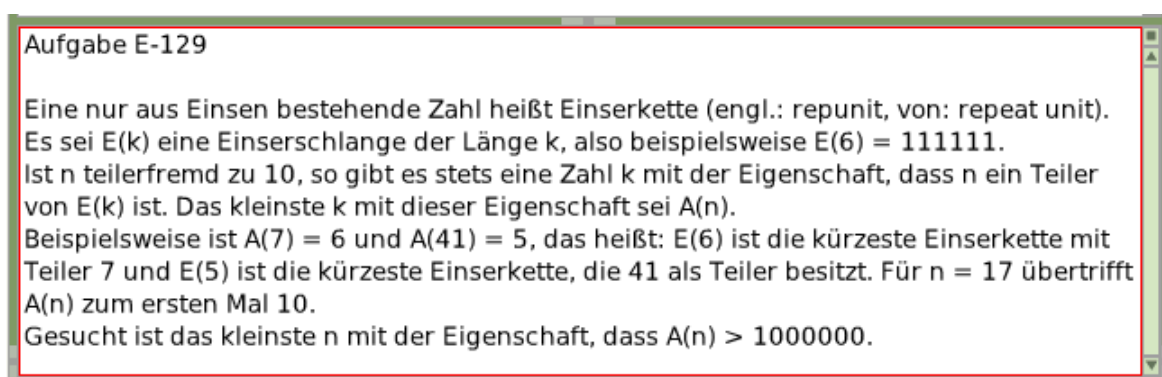 Aufgabe E-129
Eine nur aus Einsen bestehende Zahl heißt Einserkette (engl.: repunit, von: repeat unit).
Es sei E(k) eine Einserschlange der Länge k, also beispielsweise E(6) = 111111.
Ist n teilerfremd zu 10, so gibt es stets eine Zahl k mit der Eigenschaft, dass n ein Teiler
von E(k) ist. Das kleinste k mit dieser Eigenschaft sei A(n).
Beispielsweise ist A(7) = 6 und A(41) = 5, das heißt: E(6) ist die kürzeste Einserkette mit
Teiler 7 und E(5) ist die kürzeste Einserkette, die 41 als Teiler besitzt. Für n = 17 übertrifft
A(n) zum ersten Mal 10.
Gesucht ist das kleinste n mit der Eigenschaft, dass A(n) > 1000000.